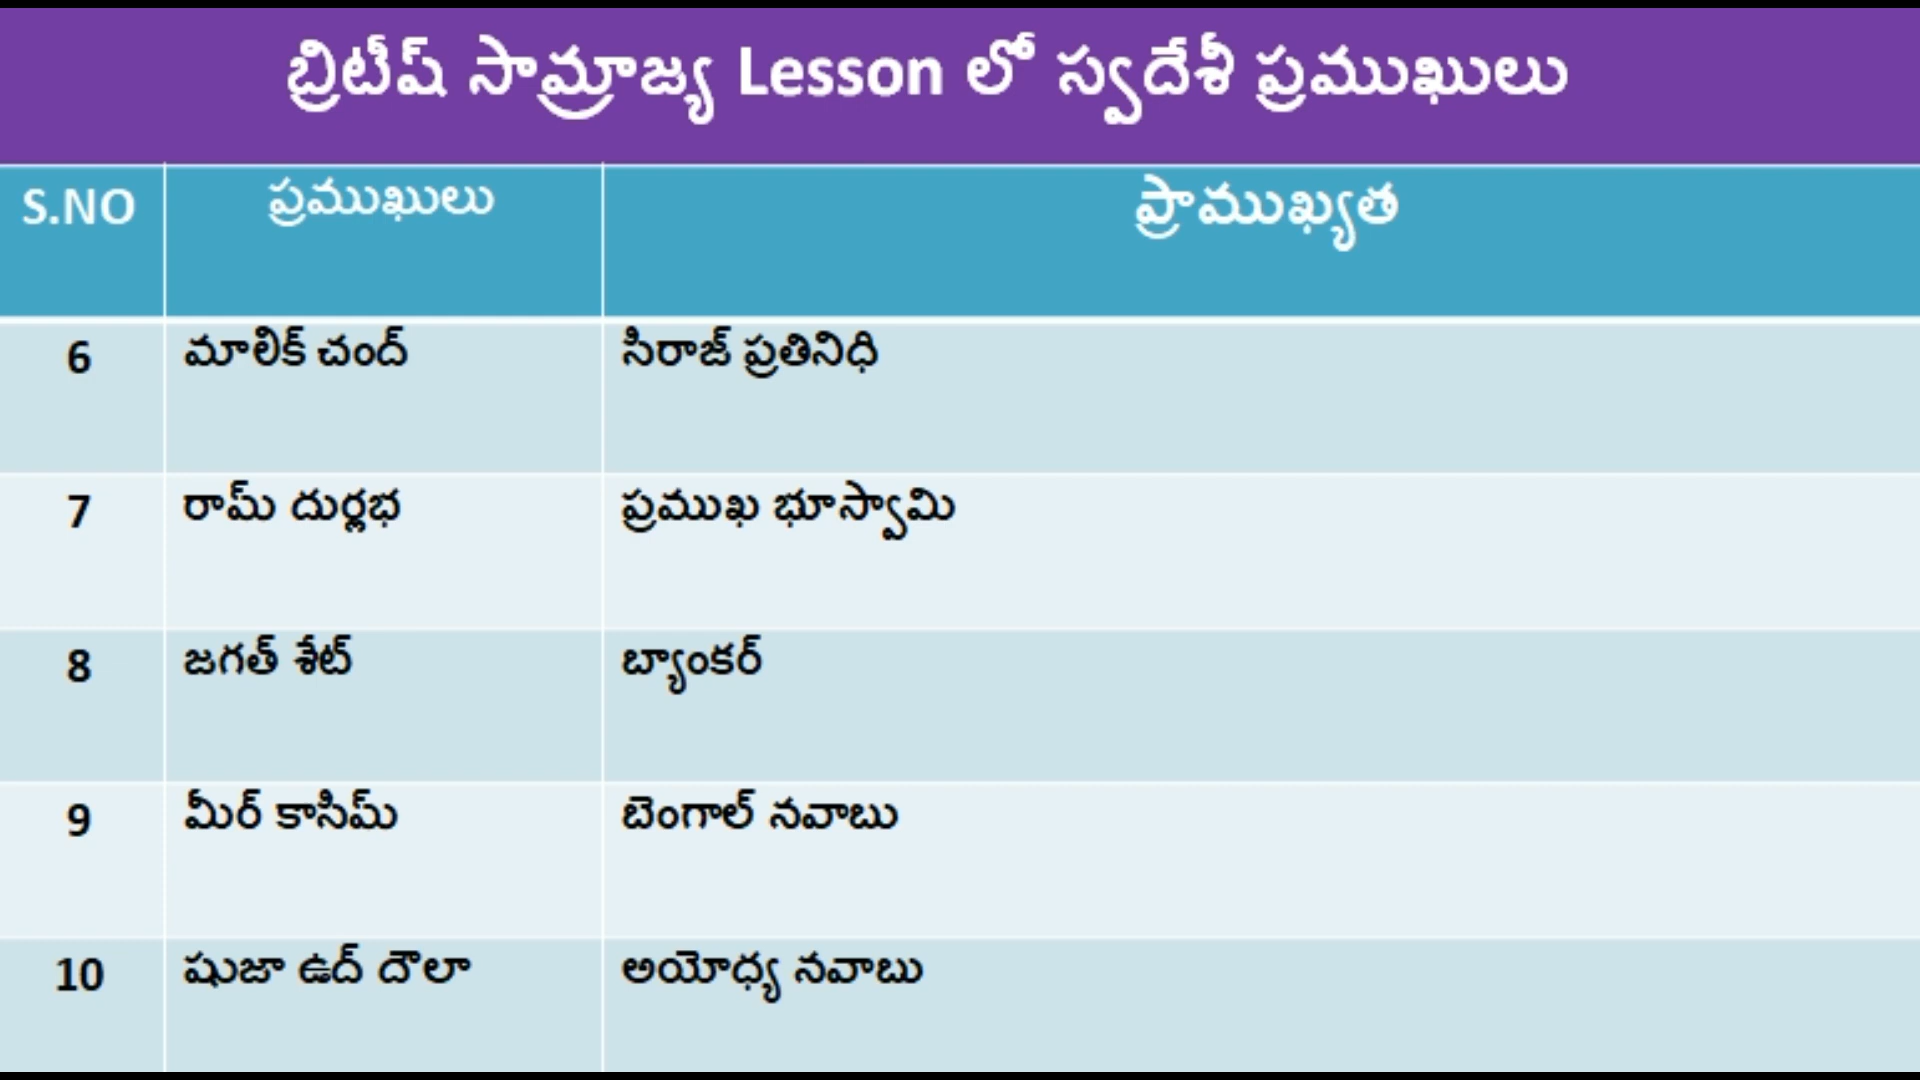 బ్రిటీష్ సామ్రాజ్య Lesson లో స్వదేశీ ప్రముఖులు
S.NO ప్రముఖులు ప్రాముఖ్యత
6 మాలిక్ చంద్ సిరాజ్ ప్రతినిధి
7 రామ్ దుర్లభ ప్రముఖ భూస్వామి
8 జగత్ శేట్ బ్యాంకర్
9 మీర్ కాసిమ్ బెంగాల్ నవాబు
10 షుజా ఉద్ దౌలా అయోధ్య నవాబు